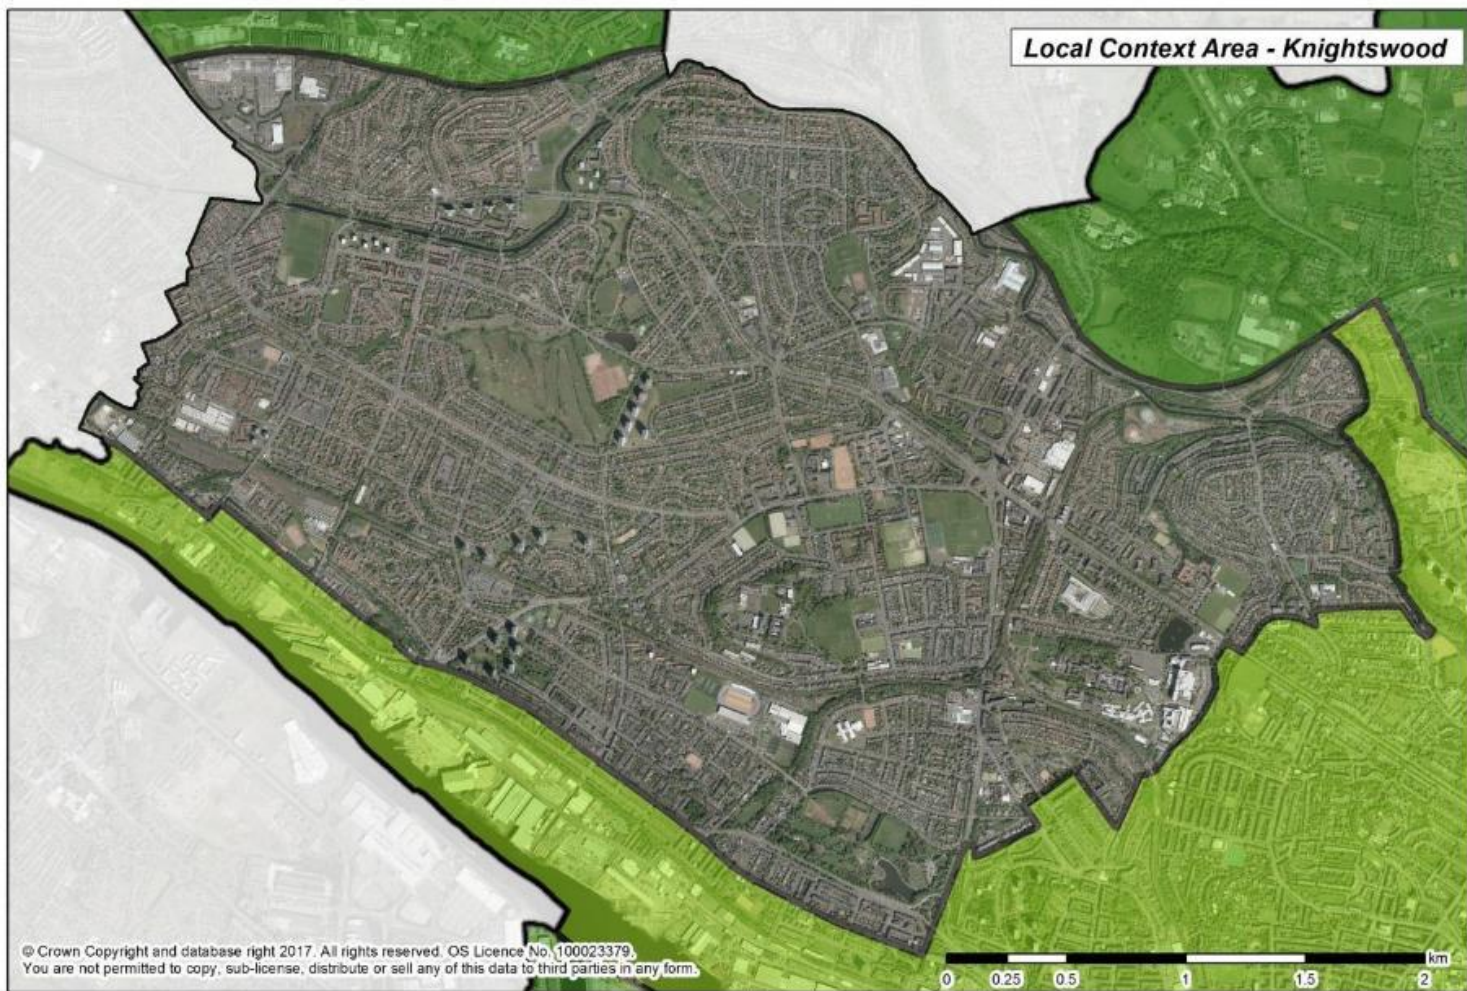 Local Context Area - Knightswood
© Crown Copyright and database right 2017. All rights reserved. OS Licence No. 100023379.
You are not permitted to copy, sub-license, distribute or sell any of this data to third parties in any form.
km
0 0.25 0.5 1 1.5 2